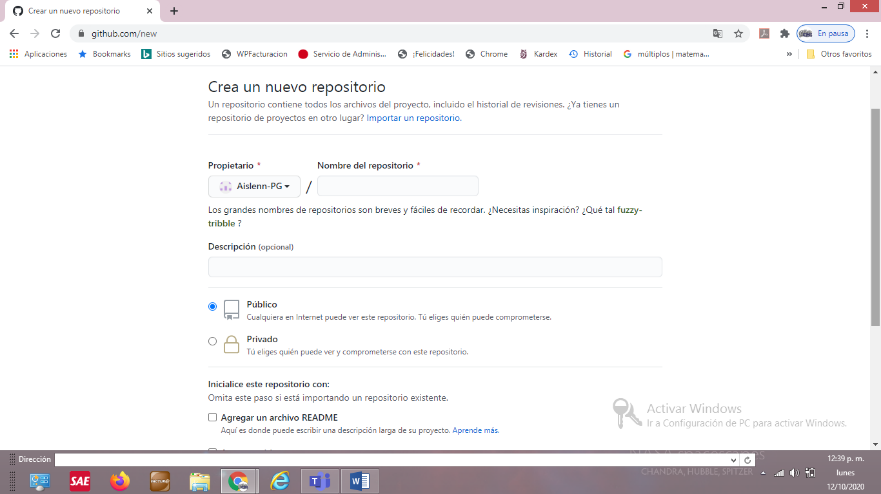 Crear un nuevo repositorio
github.com/new
En pausa
Aplicaciones
Bookmarks
Sitios sugeridos
WPFacturacion
Servicio de Adminis...
¡Felicidades!
Chrome
Kardex
Historial
múltiplos | matema...
»
Otros favoritos
Crea un nuevo repositorio
Un repositorio contiene todos los archivos del proyecto, incluido el historial de revisiones. ¿Ya tienes un
repositorio de proyectos en otro lugar? Importar un repositorio.
Propietario *
Nombre del repositorio *
Aislenn-PG
/
Los grandes nombres de repositorios son breves y fáciles de recordar. ¿Necesitas inspiración? ¿Qué tal fuzzy-
tribble ?
Descripción (opcional)
Público
Cualquiera en Internet puede ver este repositorio. Tú eliges quién puede comprometerse.
Privado
Tú eliges quién puede ver y comprometerse con este repositorio.
Inicialice este repositorio con:
Omita este paso si está importando un repositorio existente.
Agregar un archivo README
Aquí es donde puede escribir una descripción larga de su proyecto. Aprende más.
Activar Windows
Ir a Configuración de PC para activar Windows.
Dirección
SAE
CHANDRA, HUBBLE, SPITZER
12:39 p. m.
lunes
12/10/2020